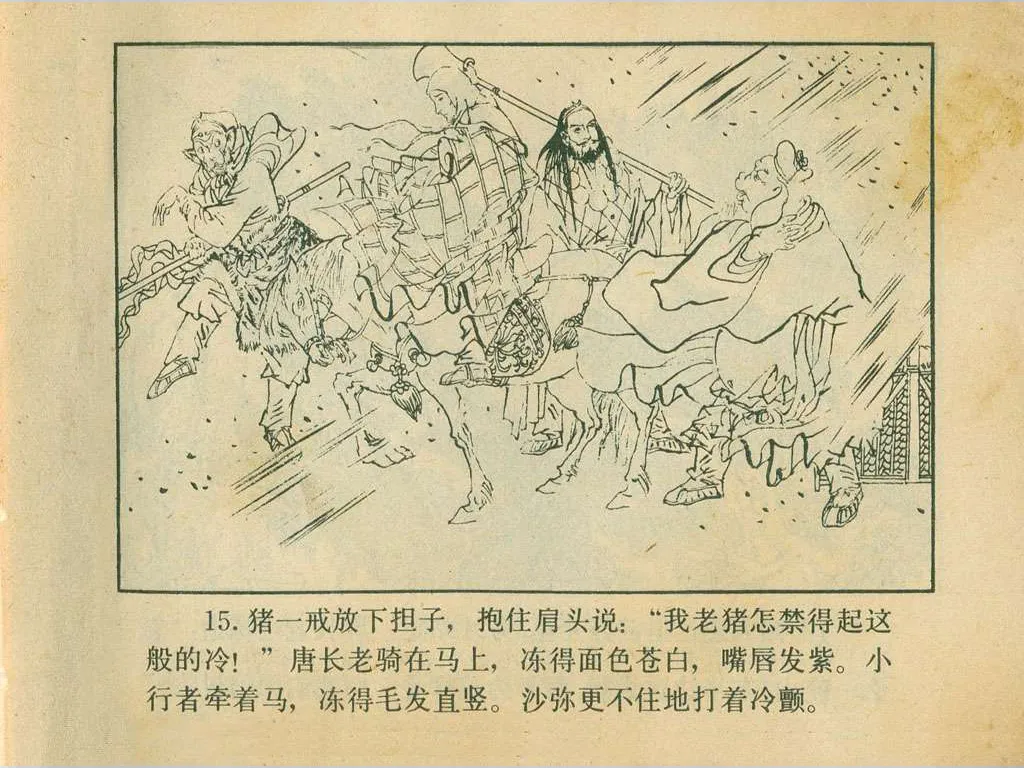 15. 猪一戒放下担子，抱住肩头说：“我老猪怎禁得起这
般的冷！”唐长老骑在马上，冻得面色苍白，嘴唇发紫。小
行者牵着马，冻得毛发直竖。沙弥更不住地打着冷颤。